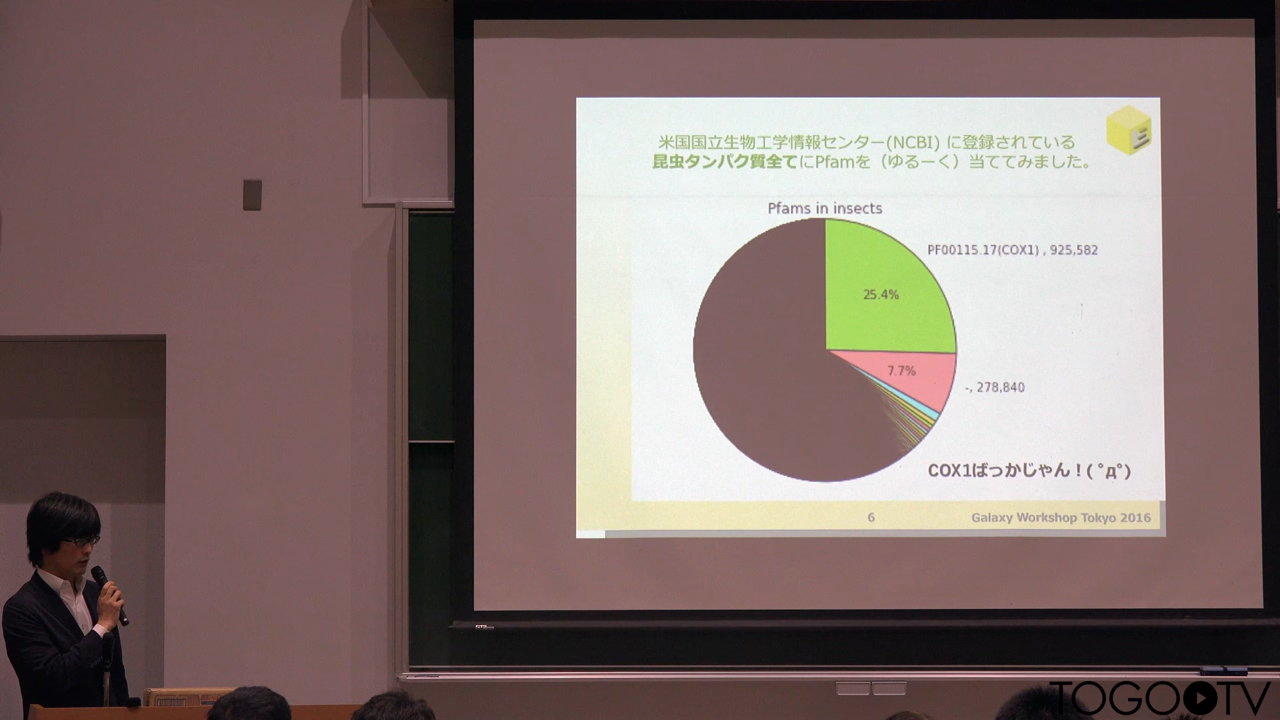 米国国立生物工学情報センター(NCBI) に登録されている
昆虫タンパク質全てにPfamを（ゆるーく）当ててみました。
Pfams in insects
PF00115.17(COX1) , 925,582
25.4%
7.7%
-, 278,840
COX1ばっかじゃん！( ﾟдﾟ)
6
Galaxy Workshop Tokyo 2016
TOGOTV